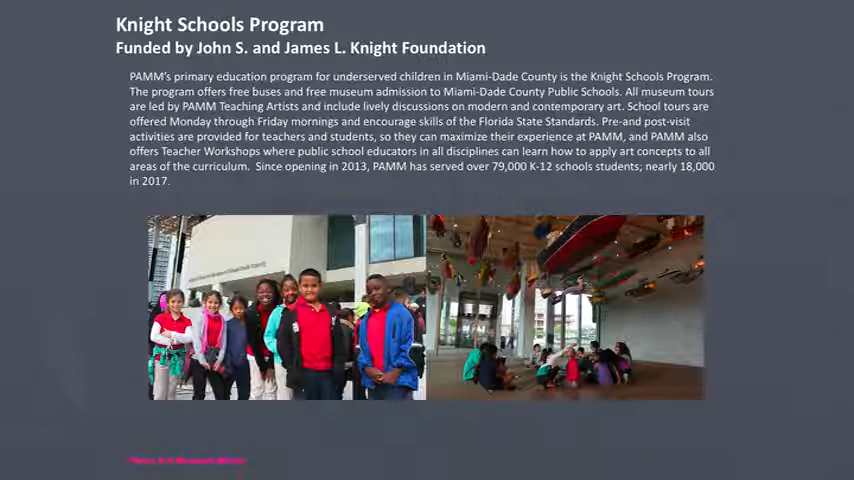 Knight Schools Program
Funded by John S. and James L. Knight Foundation
PAMM's primary education program for underserved children in Miami-Dade County is the Knight Schools Program.
The program offers free buses and free museum admission to Miami-Dade County Public Schools. All museum tours
are led by PAMM Teaching Artists and include lively discussions on modern and contemporary art. School tours are
offered Monday through Friday mornings and encourage skills of the Florida State Standards. Pre-and post-visit
activities are provided for teachers and students, so they can maximize their experience at PAMM, and PAMM also
offers Teacher Workshops where public school educators in all disciplines can learn how to apply art concepts to all
areas of the curriculum. Since opening in 2013, PAMM has served over 79,000 K-12 schools students; nearly 18,000
in 2017.